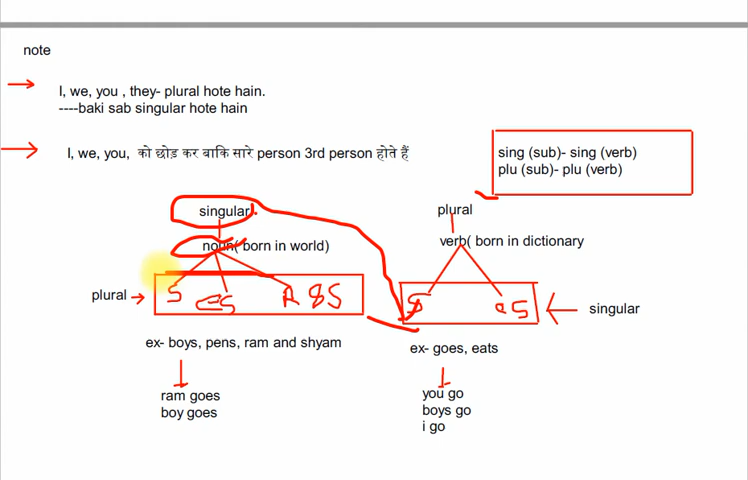 note
I, we, you , they- plural hote hain.
----baki sab singular hote hain
I, we, you, को छोड़ कर बाकि सारे person 3rd person होते हैं
sing (sub)- sing (verb)
plu (sub)- plu (verb)
singular
noun( born in world)
plural
verb( born in dictionary
plural
S es R & S
S es
singular
ex- boys, pens, ram and shyam
ex- goes, eats
ram goes
boy goes
you go
boys go
i go